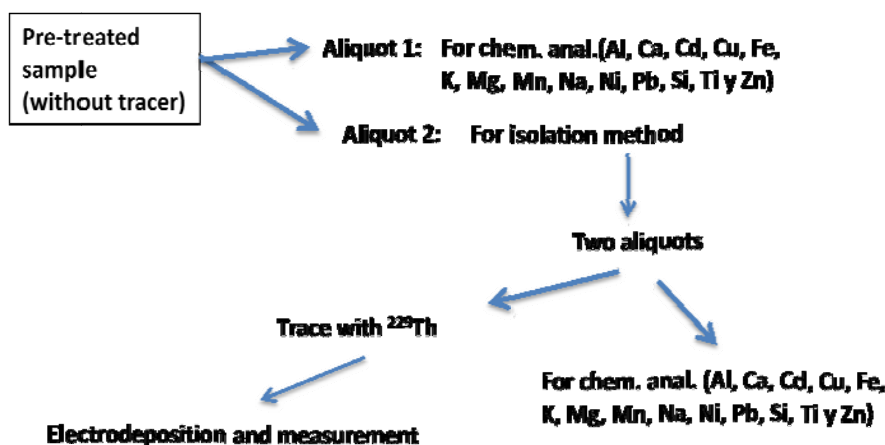 Pre-treated
sample
(without tracer)
Aliquot 1: For chem. anal.(Al, Ca, Cd, Cu, Fe,
K, Mg, Mn, Na, Ni, Pb, Si, Ti y Zn)
Aliquot 2: For isolation method
Two aliquots
Trace with ²²⁹Th
For chem. anal. (Al, Ca, Cd, Cu, Fe,
K, Mg, Mn, Na, Ni, Pb, Si, Ti y Zn)
Electrodeposition and measurement